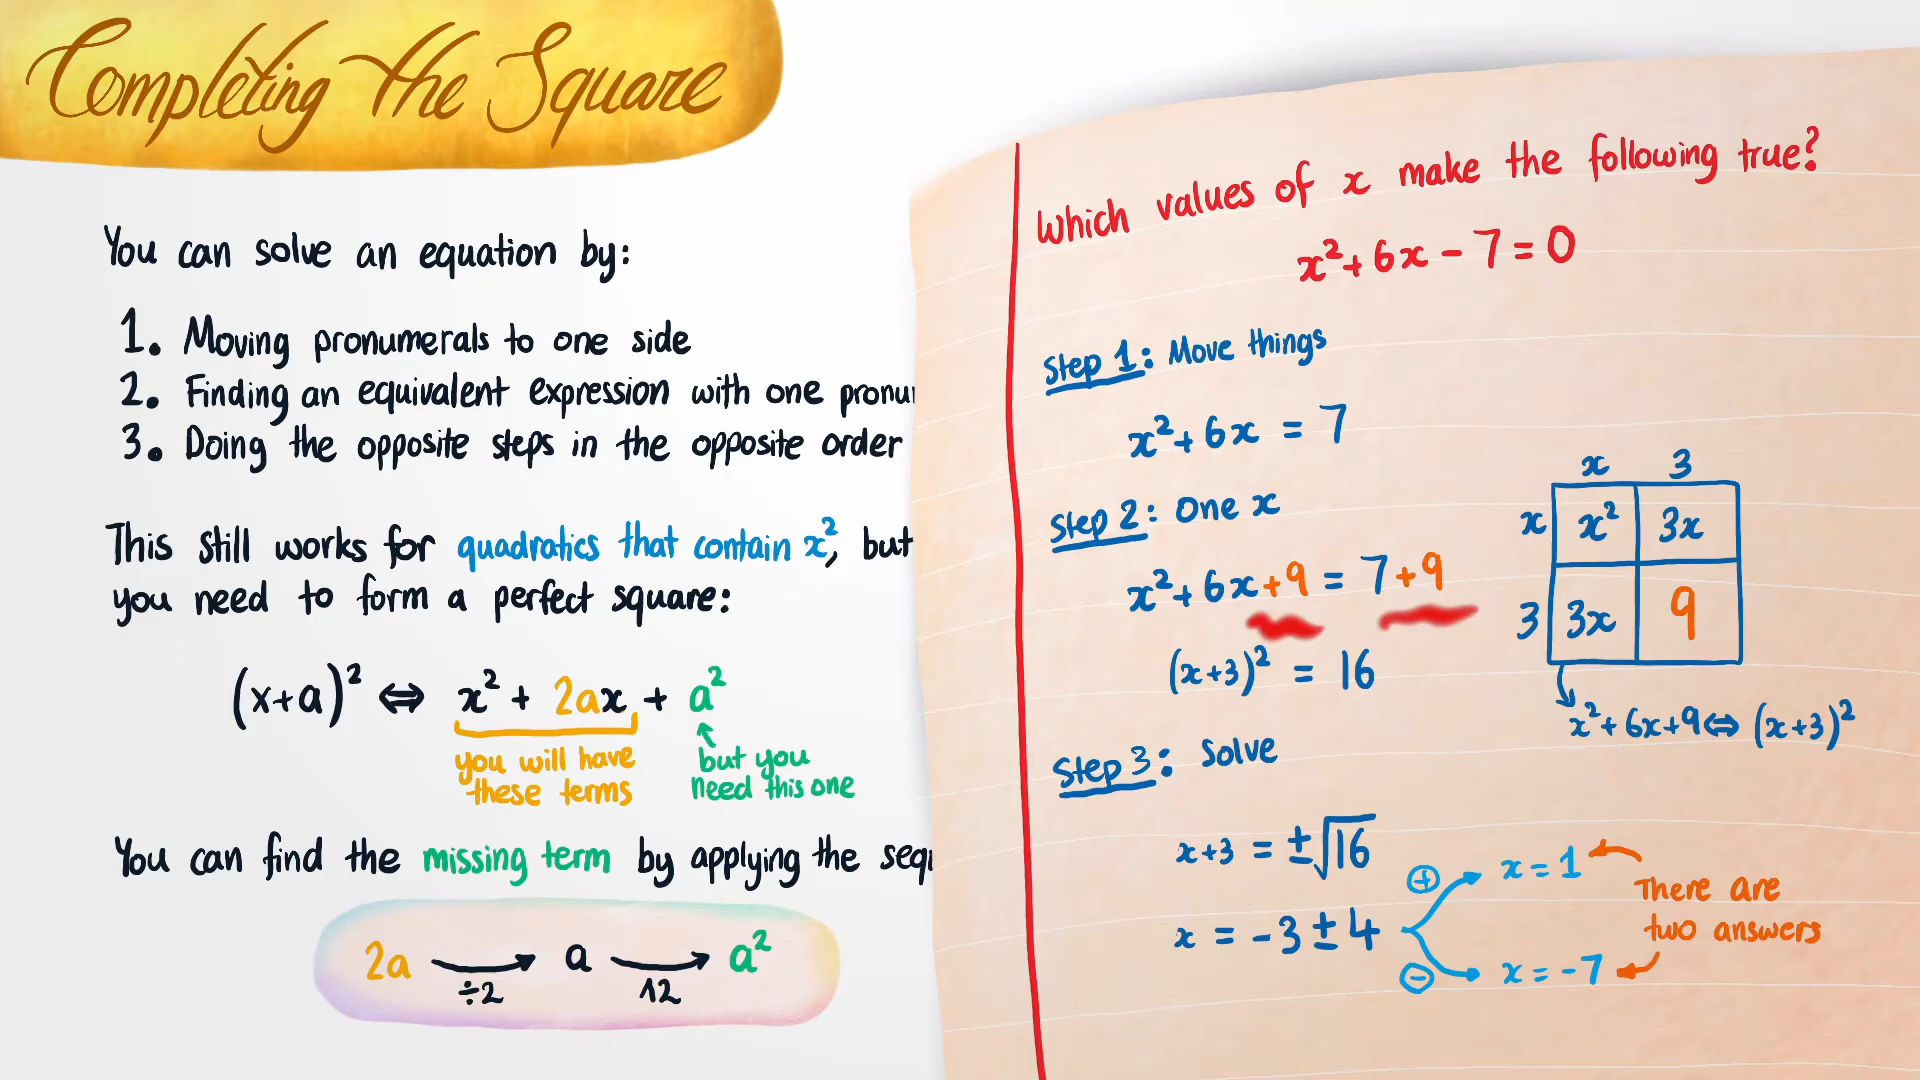 Completing The Square
You can solve an equation by:
1. Moving pronumerals to one side
2. Finding an equivalent expression with one
3. Doing the opposite steps in the opposite order
This still works for quadratics that contain x², but
you need to form a perfect square:
(x+a)² ⇔ x² + 2ax + a²
you will have
these terms
but you
need this one
You can find the missing term by applying the
2a → a → a²
÷2 ^2
Which values of x make the following true?
x² + 6x - 7 = 0
Step 1: Move things
x² + 6x = 7
Step 2: One x
x² + 6x + 9 = 7 + 9
(x+3)² = 16
x 3
x x² 3x
3 3x 9
x² + 6x + 9 ⇔ (x+3)²
Step 3: Solve
x+3 = ±√16
x = -3 ± 4
+ x = 1
- x = -7
There are
two answers